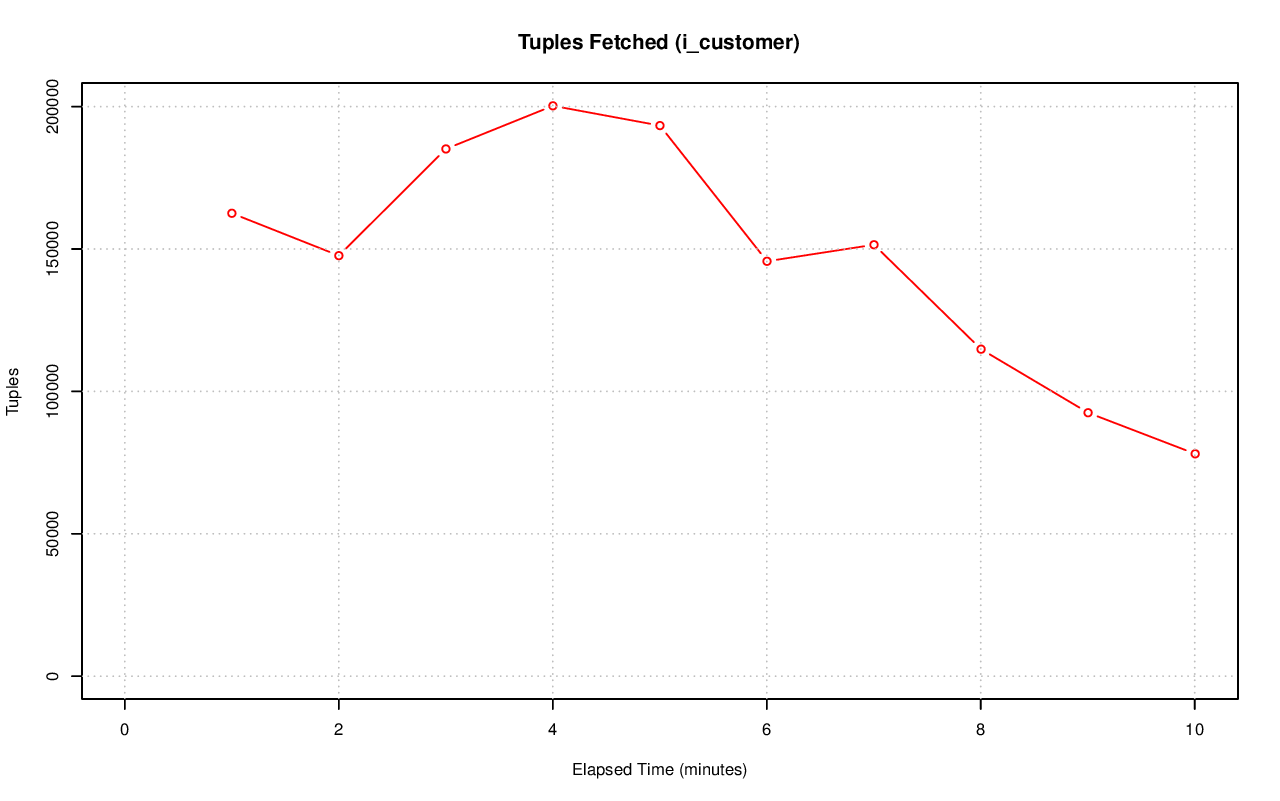 Tuples Fetched (i_customer)
200000
150000
100000
50000
0
Tuples
0 2 4 6 8 10
Elapsed Time (minutes)